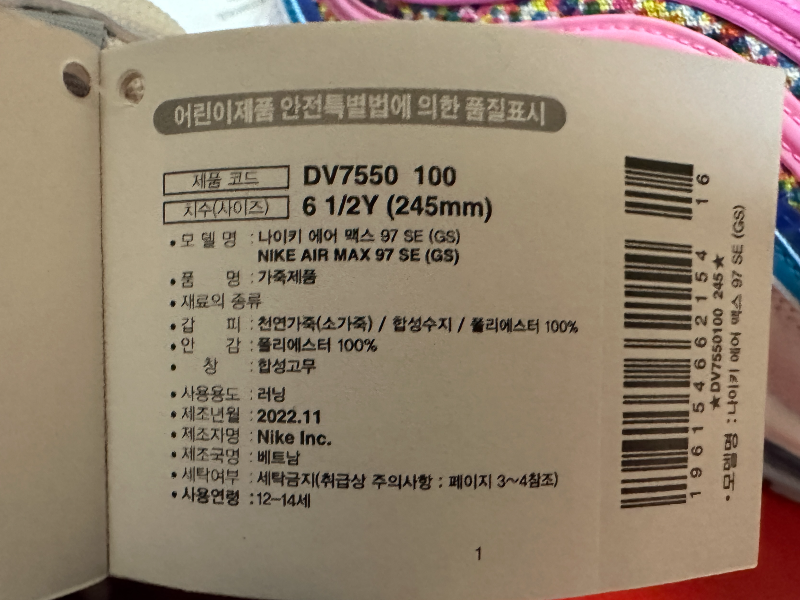 어린이제품 안전특별법에 의한 품질표시
제품 코드 DV7550 100
치수(사이즈) 6 1/2Y (245mm)
• 모 델 명 : 나이키 에어 맥스 97 SE (GS)
NIKE AIR MAX 97 SE (GS)
• 품 명 : 가죽제품
• 재료의 종류
• 갑 피 : 천연가죽(소가죽) / 합성수지 / 폴리에스터 100%
• 안 감 : 폴리에스터 100%
• 창 : 합성고무
• 사용용도 : 러닝
• 제조년월 : 2022.11
• 제조자명 : Nike Inc.
• 제조국명 : 베트남
• 세탁여부 : 세탁금지(취급상 주의사항 : 페이지 3~4참조)
• 사용연령 : 12-14세
1
196154662154 16
★DV7550100 245★
• 모델명 : 나이키 에어 맥스 97 SE (GS)